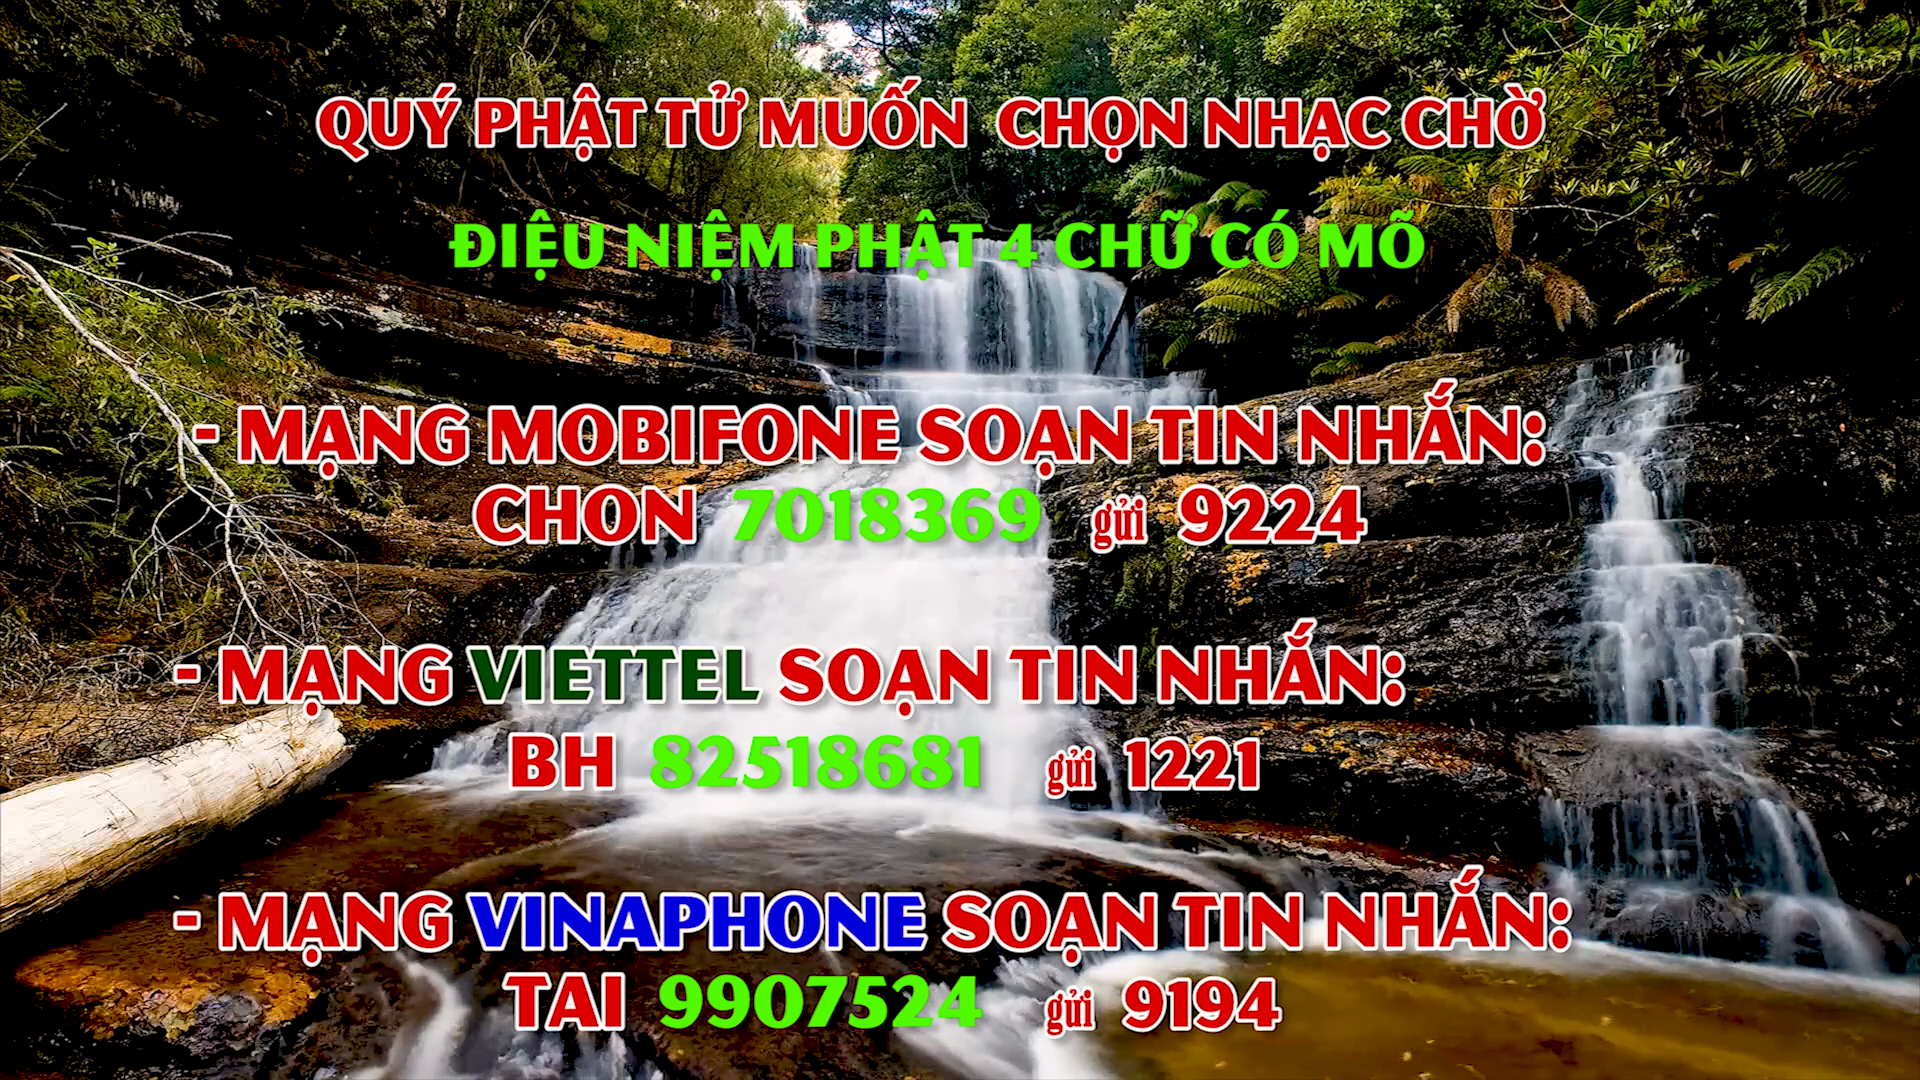 QUÝ PHẬT TỬ MUỐN CHỌN NHẠC CHỜ
ĐIỆU NIỆM PHẬT 4 CHỮ CÓ MÕ
- MẠNG MOBIFONE SOẠN TIN NHẮN:
CHON 7018369 gửi 9224
- MẠNG VIETTEL SOẠN TIN NHẮN:
BH 82518681 gửi 1221
- MẠNG VINAPHONE SOẠN TIN NHẮN:
TAI 9907524 gửi 9194